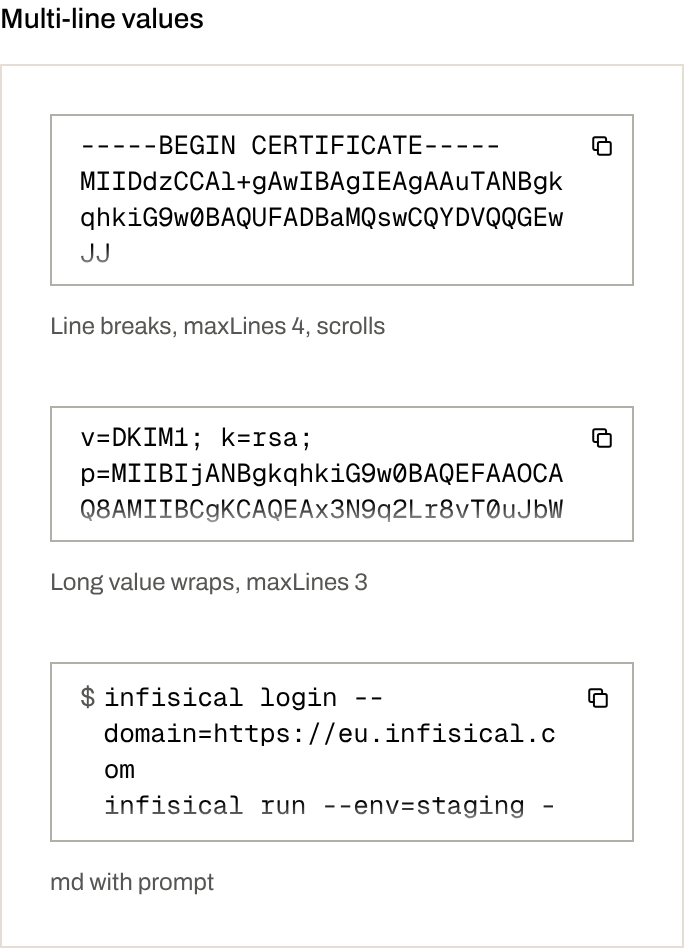 Multi-line values
-----BEGIN CERTIFICATE-----
MIIDdzCCAl+gAwIBAgIEAgAAuTANBgk
qhkiG9w0BAQUFADBaMQswCQYDVQQGEw
JJ
Line breaks, maxLines 4, scrolls
v=DKIM1; k=rsa;
p=MIIBIjANBgkqhkiG9w0BAQEFAAOCA
Q8AMIIBCgKCAQEAx3N9q2Lr8vT0uJbW
Long value wraps, maxLines 3
$ infisical login --
domain=https://eu.infisical.c
om
infisical run --env=staging -
md with prompt